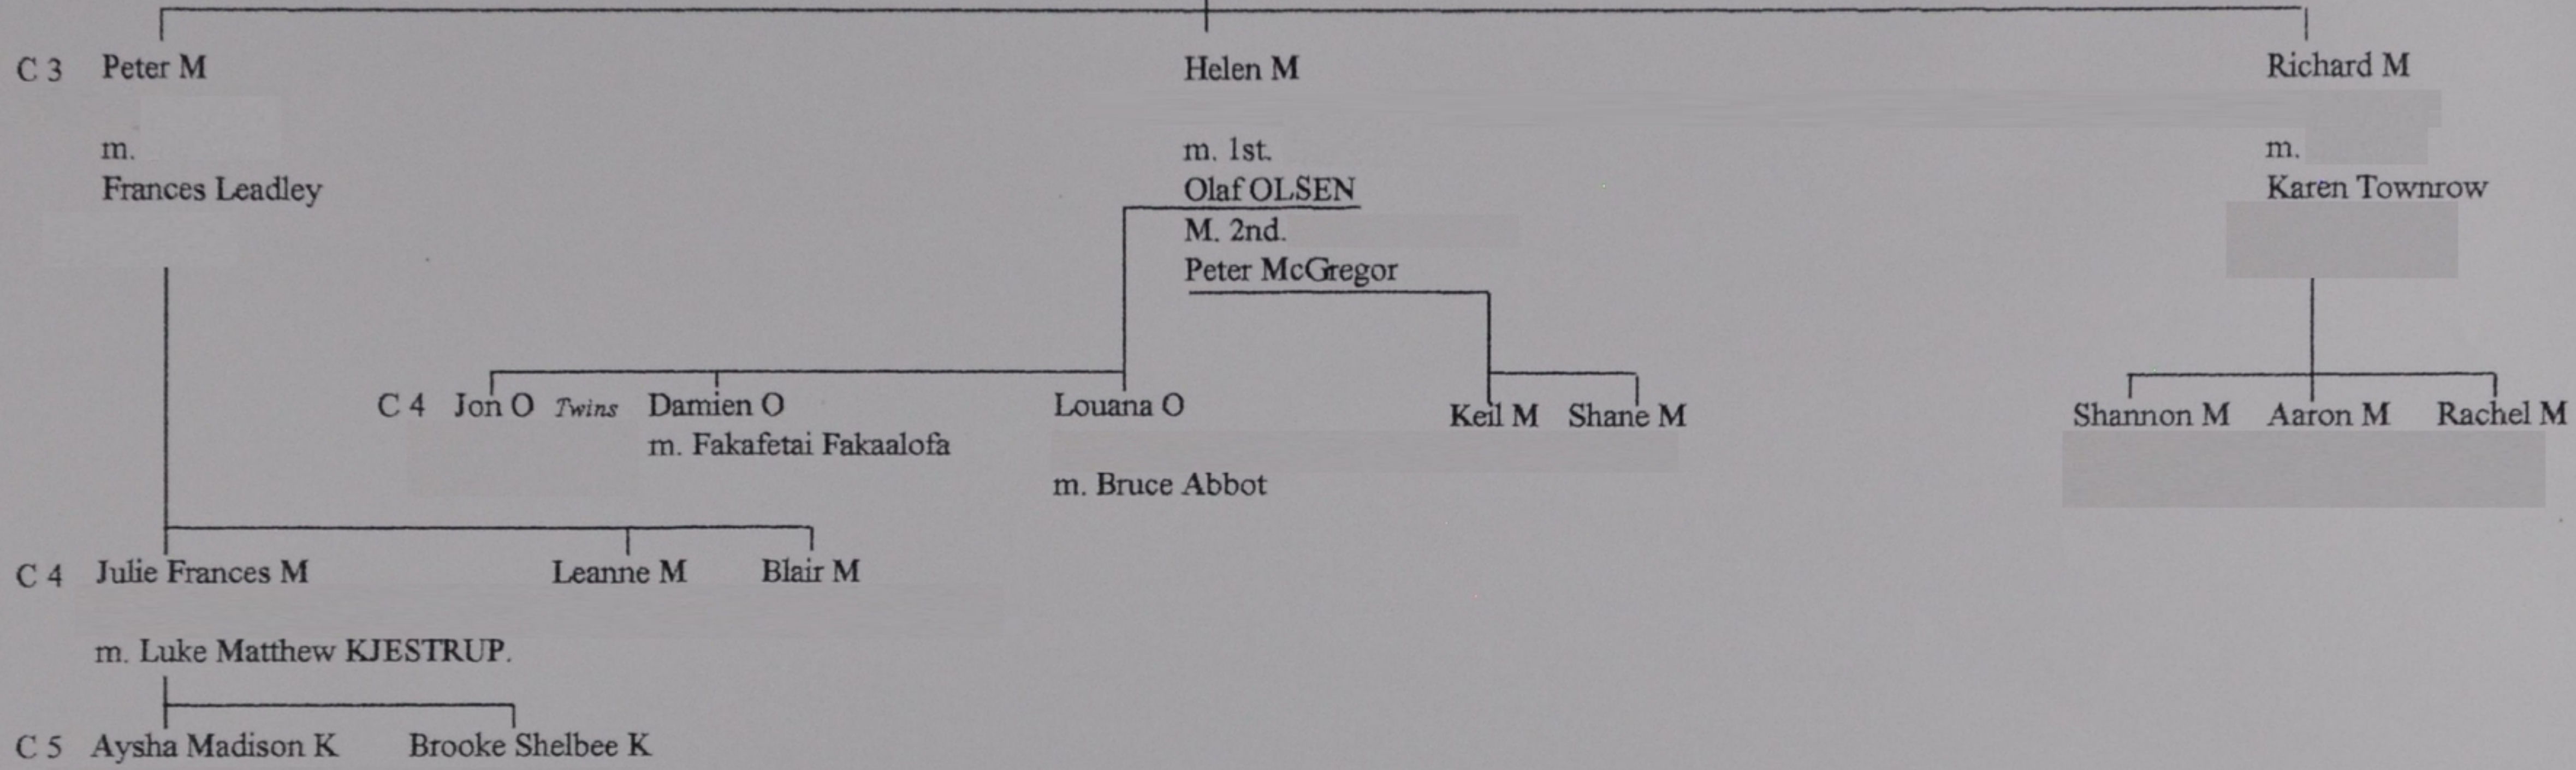 C 3 Peter M Helen M Richard M
m. m. 1st. m.
Frances Leadley Olaf OLSEN Karen Townrow
M. 2nd.
Peter McGregor
C 4 Jon O Twins Damien O Louana O Keil M Shane M Shannon M Aaron M Rachel M
m. Fakafetai Fakaalofa
m. Bruce Abbot
C 4 Julie Frances M Leanne M Blair M
m. Luke Matthew KJESTRUP.
C 5 Aysha Madison K Brooke Shelbee K